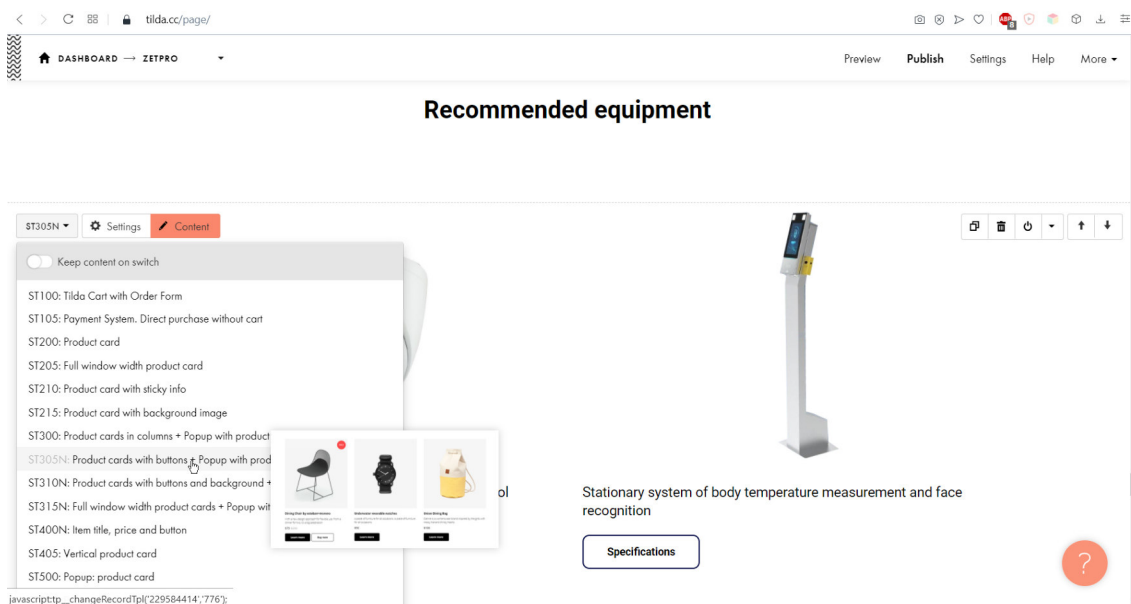 tilda.cc/page/
ABP
8
DASHBOARD → ZETPRO
Preview
Publish
Settings
Help
More
Recommended equipment
ST305N
Settings
Content
Keep content on switch
ST100: Tilda Cart with Order Form
ST105: Payment System. Direct purchase without cart
ST200: Product card
ST205: Full window width product card
ST210: Product card with sticky info
ST215: Product card with background image
ST300: Product cards in columns + Popup with product
ST305N: Product cards with buttons + Popup with prod
ST310N: Product cards with buttons and background +
ST315N: Full window width product cards + Popup wit
ST400N: Item title, price and button
ST405: Vertical product card
ST500: Popup: product card
ol
Stationary system of body temperature measurement and face
recognition
Specifications
?
javascript:tp__changeRecordTpl('229584414','776');